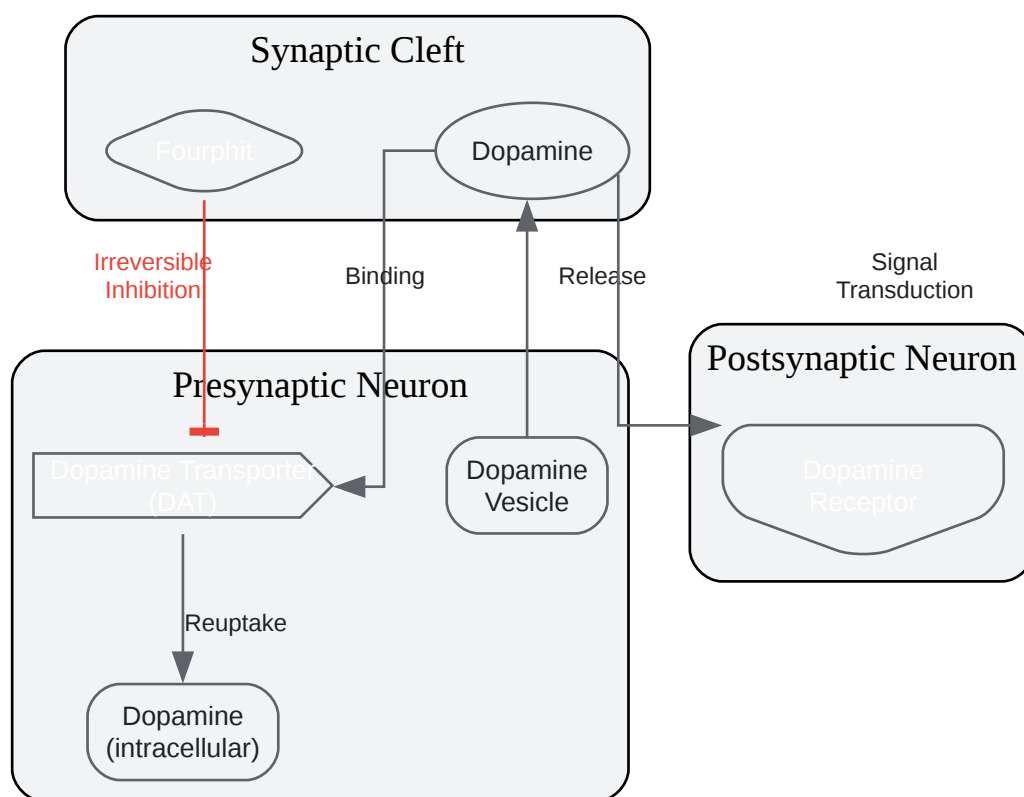 Synaptic Cleft
Fourphit
Dopamine
Irreversible
Inhibition
Binding
Release
Signal
Transduction
Presynaptic Neuron
Postsynaptic Neuron
Dopamine Transporter
(DAT)
Dopamine
Vesicle
Dopamine
Receptor
Reuptake
Dopamine
(intracellular)